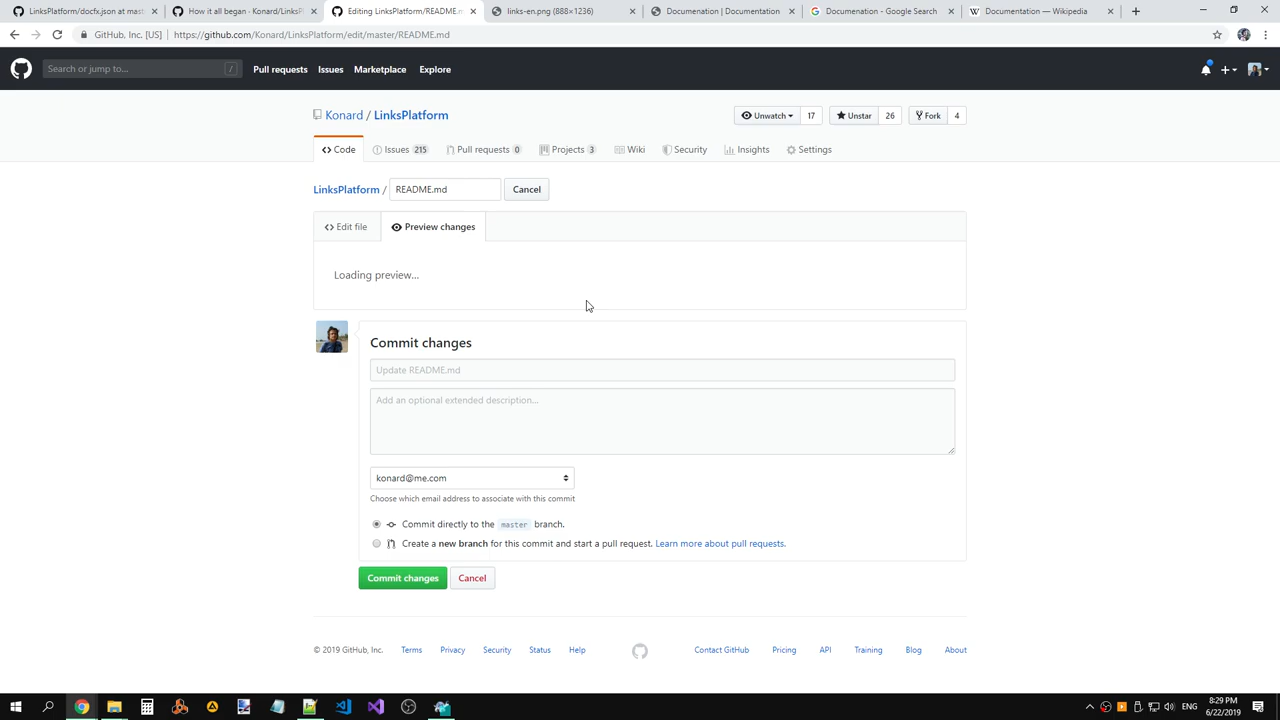 LinksPlatform/docfx.json at mast
How it all began · Konard/LinksP
Editing LinksPlatform/README.m
links-en.png (888×1236)
Documenation | Documentation
Documenation - Google Search
Documentation — Wikipedia
GitHub, Inc. [US] | https://github.com/Konard/LinksPlatform/edit/master/README.md
Search or jump to... /
Pull requests Issues Marketplace Explore
Konard / LinksPlatform
Unwatch 17 Unstar 26 Fork 4
Code Issues 215 Pull requests 0 Projects 3 Wiki Security Insights Settings
LinksPlatform / README.md Cancel
Edit file Preview changes
Loading preview...
Commit changes
Update README.md
Add an optional extended description...
konard@me.com
Choose which email address to associate with this commit
Commit directly to the master branch.
Create a new branch for this commit and start a pull request. Learn more about pull requests.
Commit changes Cancel
© 2019 GitHub, Inc. Terms Privacy Security Status Help Contact GitHub Pricing API Training Blog About
ENG
8:29 PM
6/22/2019